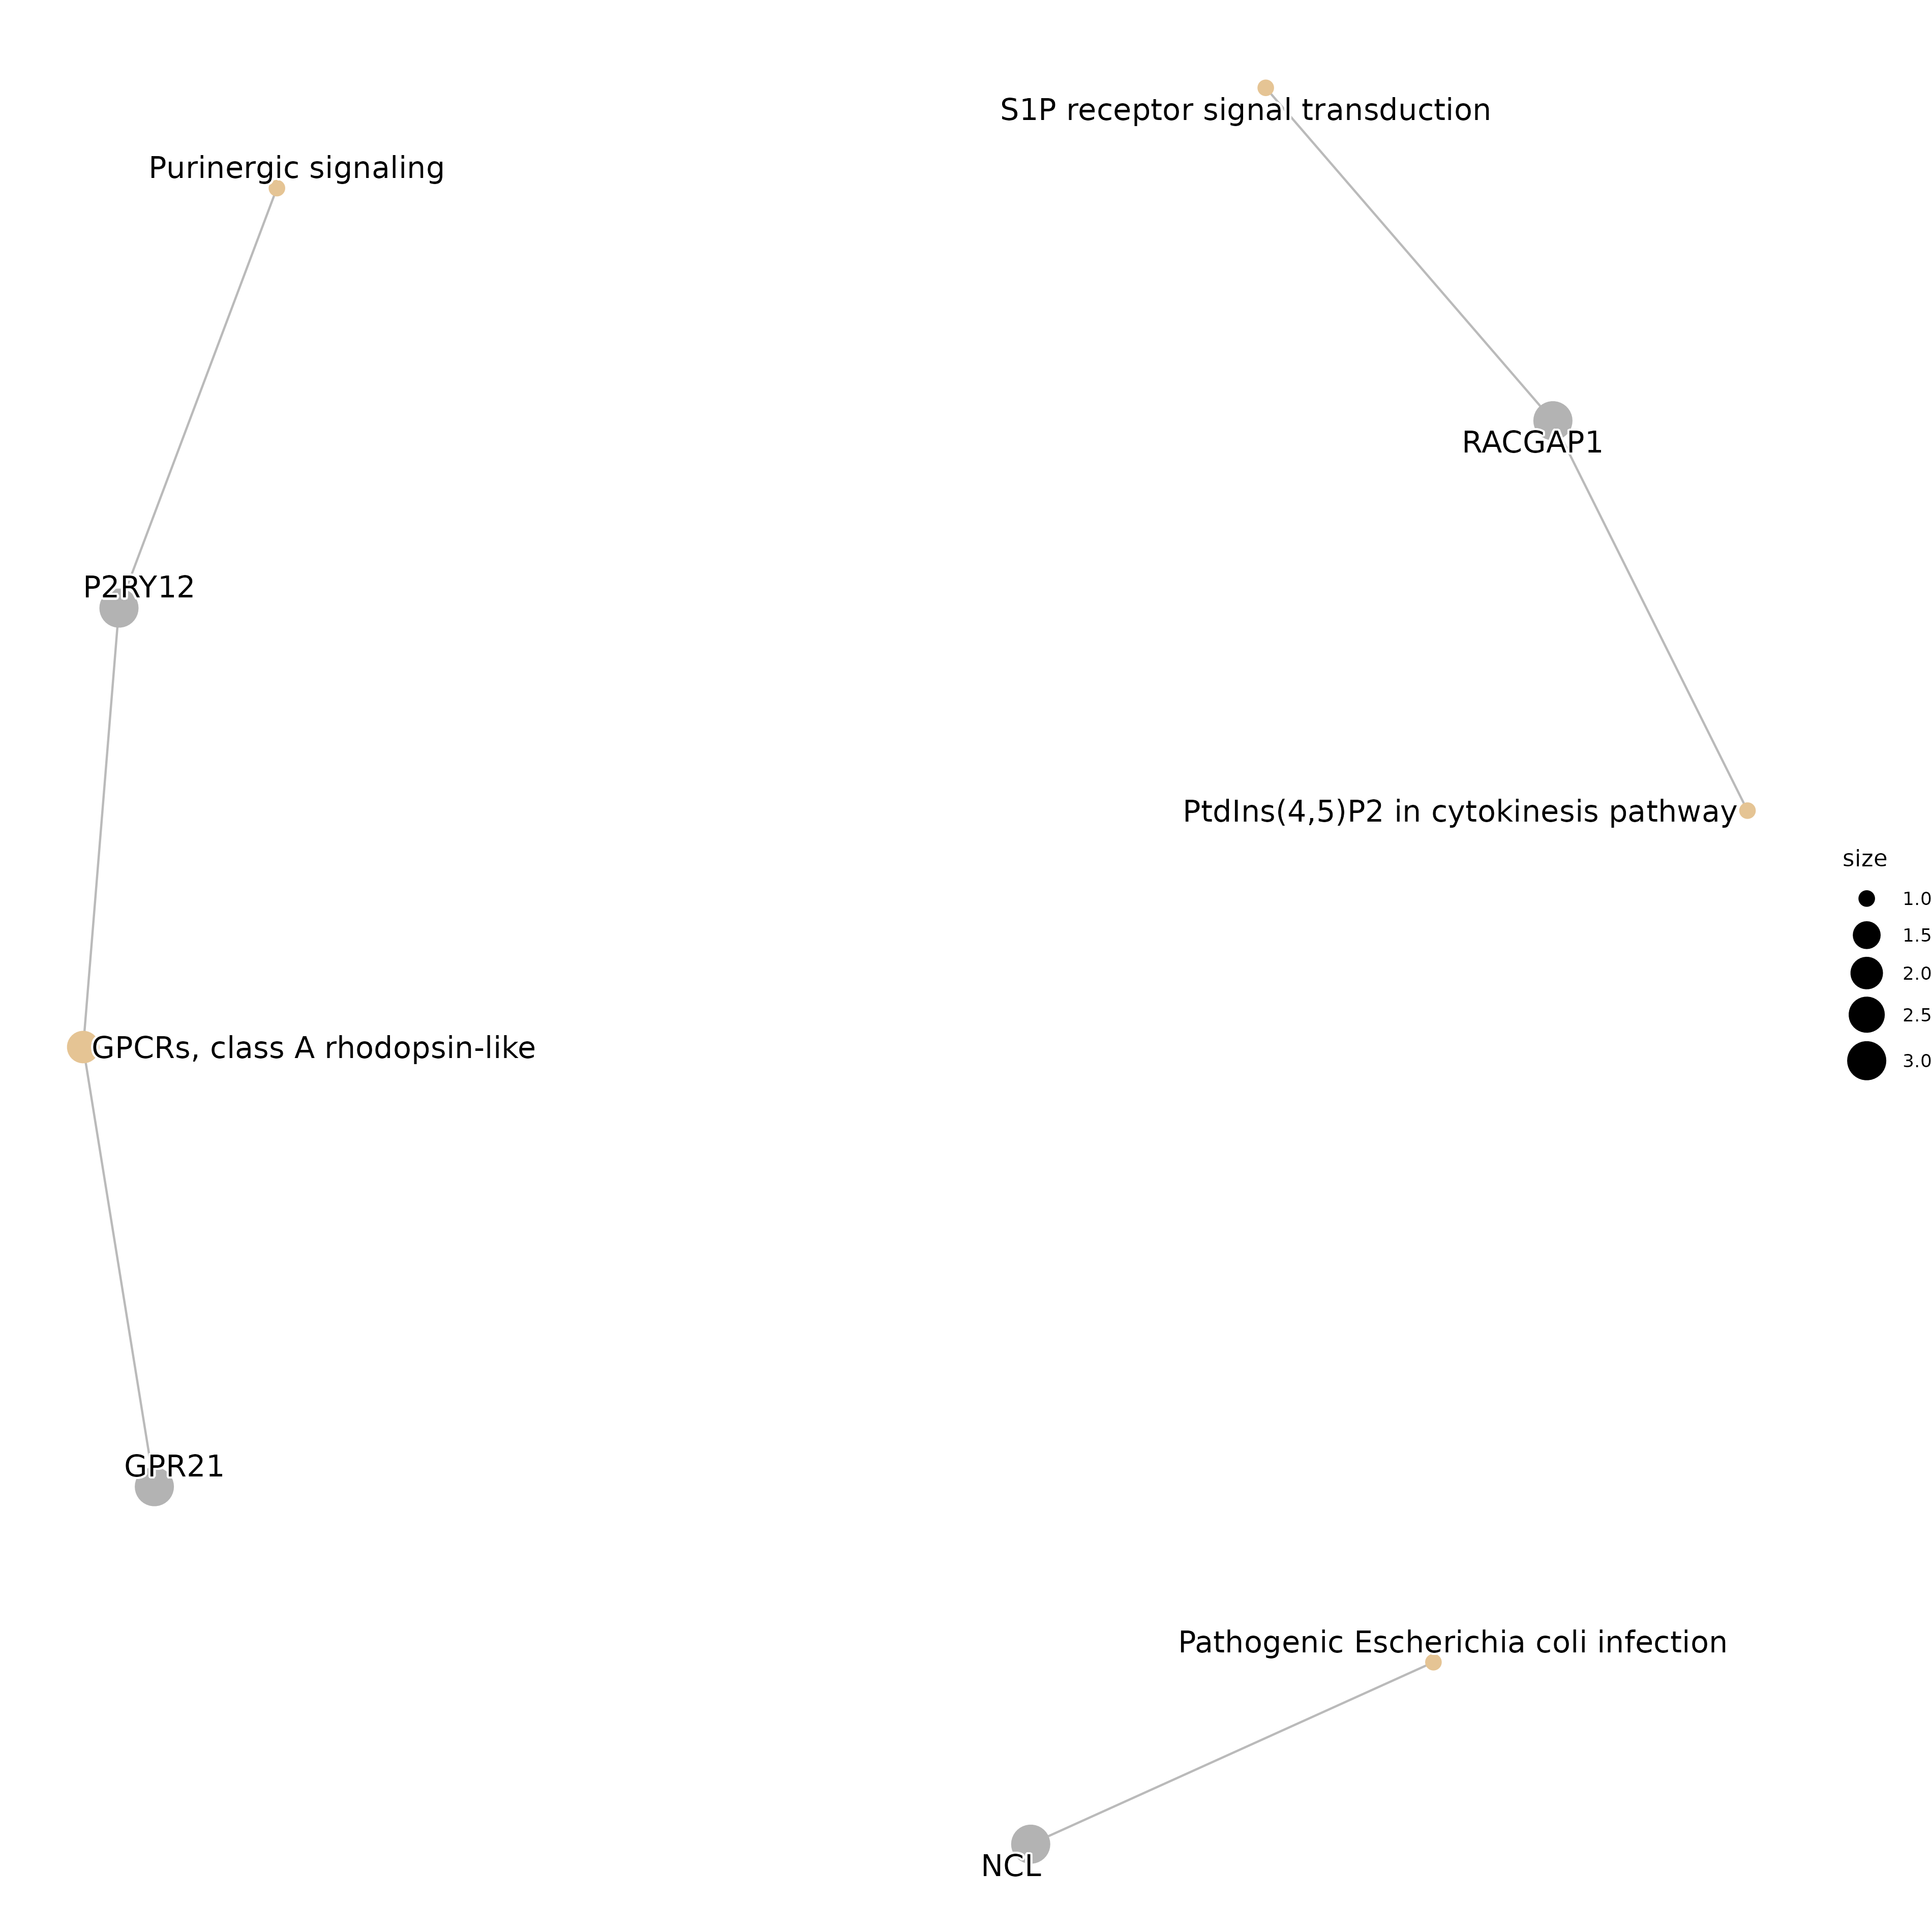 S1P receptor signal transduction
Purinergic signaling
RACGAP1
P2RY12
PtdIns(4,5)P2 in cytokinesis pathway
size
1.0
1.5
2.0
2.5
3.0
GPCRs, class A rhodopsin-like
GPR21
Pathogenic Escherichia coli infection
NCL